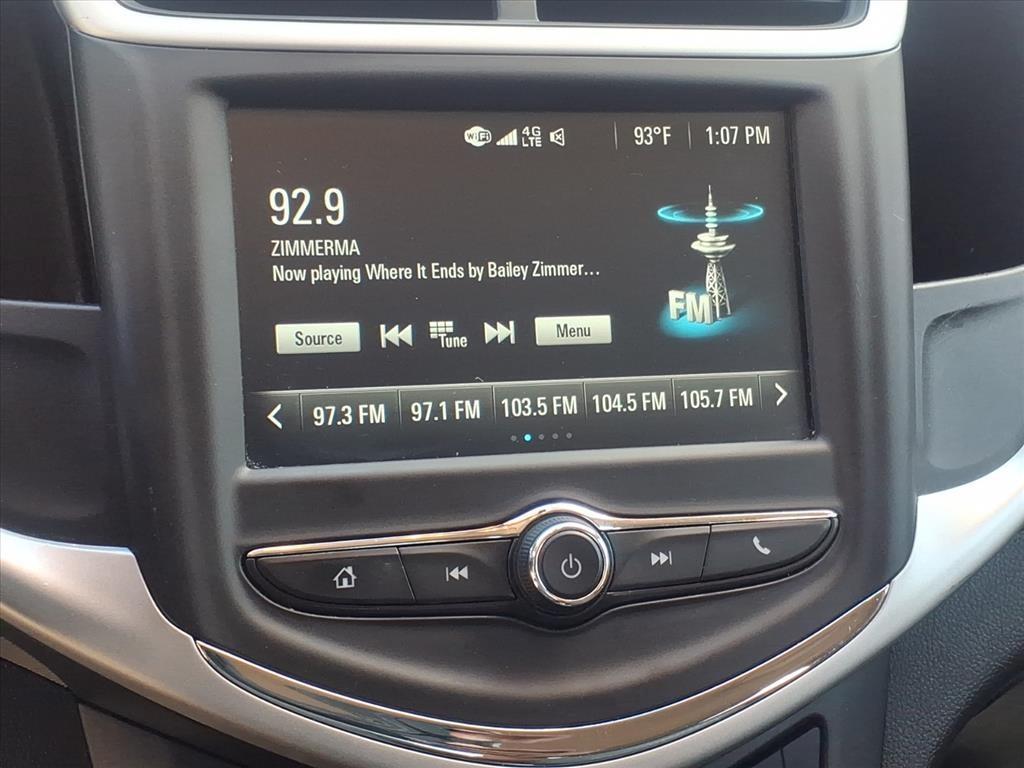 WiFi 4G LTE 93°F 1:07 PM
92.9
ZIMMERMA
Now playing Where It Ends by Bailey Zimmer...
FM
Source Tune Menu
97.3 FM 97.1 FM 103.5 FM 104.5 FM 105.7 FM